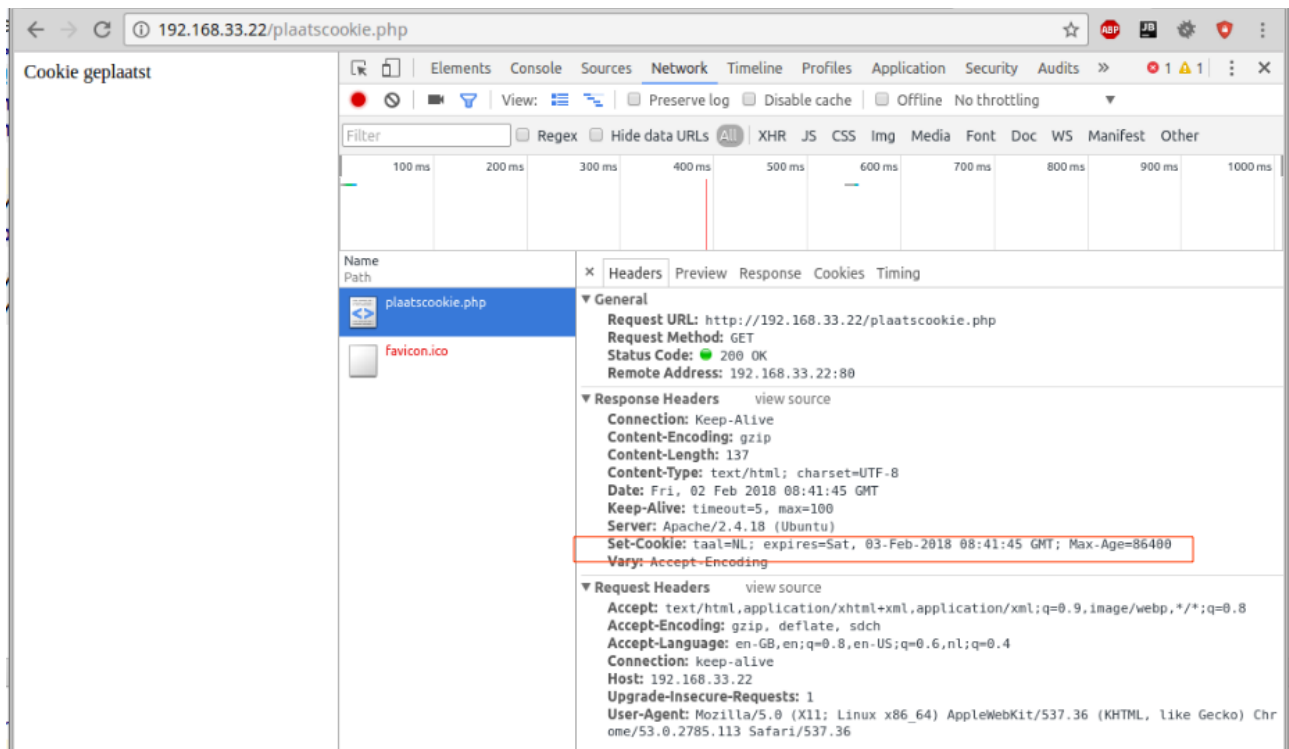 192.168.33.22/plaatscookie.php
ABP
JB
Cookie geplaatst
Elements Console Sources Network Timeline Profiles Application Security Audits » 1 1
View: Preserve log Disable cache Offline No throttling
Filter Regex Hide data URLs All XHR JS CSS Img Media Font Doc WS Manifest Other
100 ms 200 ms 300 ms 400 ms 500 ms 600 ms 700 ms 800 ms 900 ms 1000 ms
Name
Path
plaatscookie.php
favicon.ico
× Headers Preview Response Cookies Timing
General
Request URL: http://192.168.33.22/plaatscookie.php
Request Method: GET
Status Code: 200 OK
Remote Address: 192.168.33.22:80
Response Headers view source
Connection: Keep-Alive
Content-Encoding: gzip
Content-Length: 137
Content-Type: text/html; charset=UTF-8
Date: Fri, 02 Feb 2018 08:41:45 GMT
Keep-Alive: timeout=5, max=100
Server: Apache/2.4.18 (Ubuntu)
Set-Cookie: taal=NL; expires=Sat, 03-Feb-2018 08:41:45 GMT; Max-Age=86400
Vary: Accept-Encoding
Request Headers view source
Accept: text/html,application/xhtml+xml,application/xml;q=0.9,image/webp,*/*;q=0.8
Accept-Encoding: gzip, deflate, sdch
Accept-Language: en-GB,en;q=0.8,en-US;q=0.6,nl;q=0.4
Connection: keep-alive
Host: 192.168.33.22
Upgrade-Insecure-Requests: 1
User-Agent: Mozilla/5.0 (X11; Linux x86_64) AppleWebKit/537.36 (KHTML, like Gecko) Chr
ome/53.0.2785.113 Safari/537.36